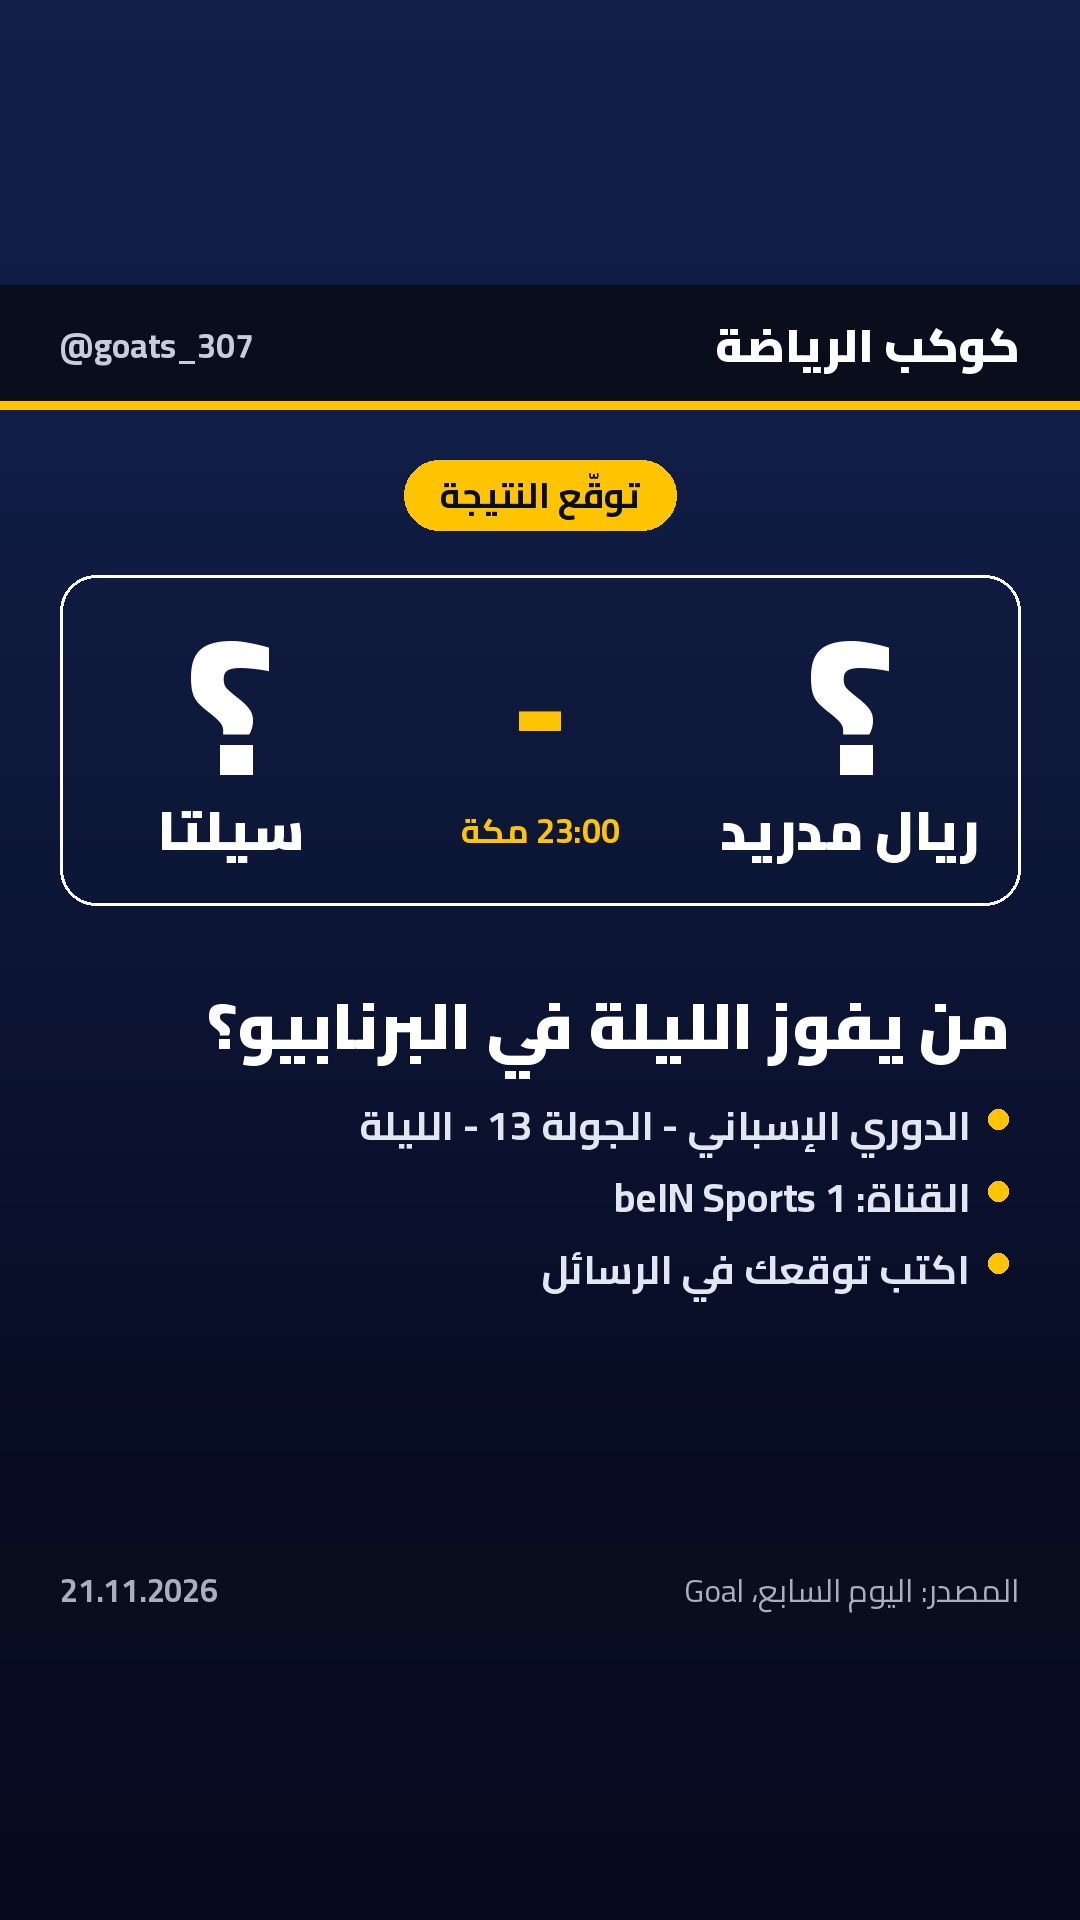 كوكب الرياضة
@goats_307
توقّع النتيجة
؟ - ؟
ريال مدريد 23:00 مكة سيلتا
من يفوز الليلة في البرنابيو؟
الدوري الإسباني - الجولة 13 - الليلة
القناة: beIN Sports 1
اكتب توقعك في الرسائل
المصدر: اليوم السابع، Goal
21.11.2026